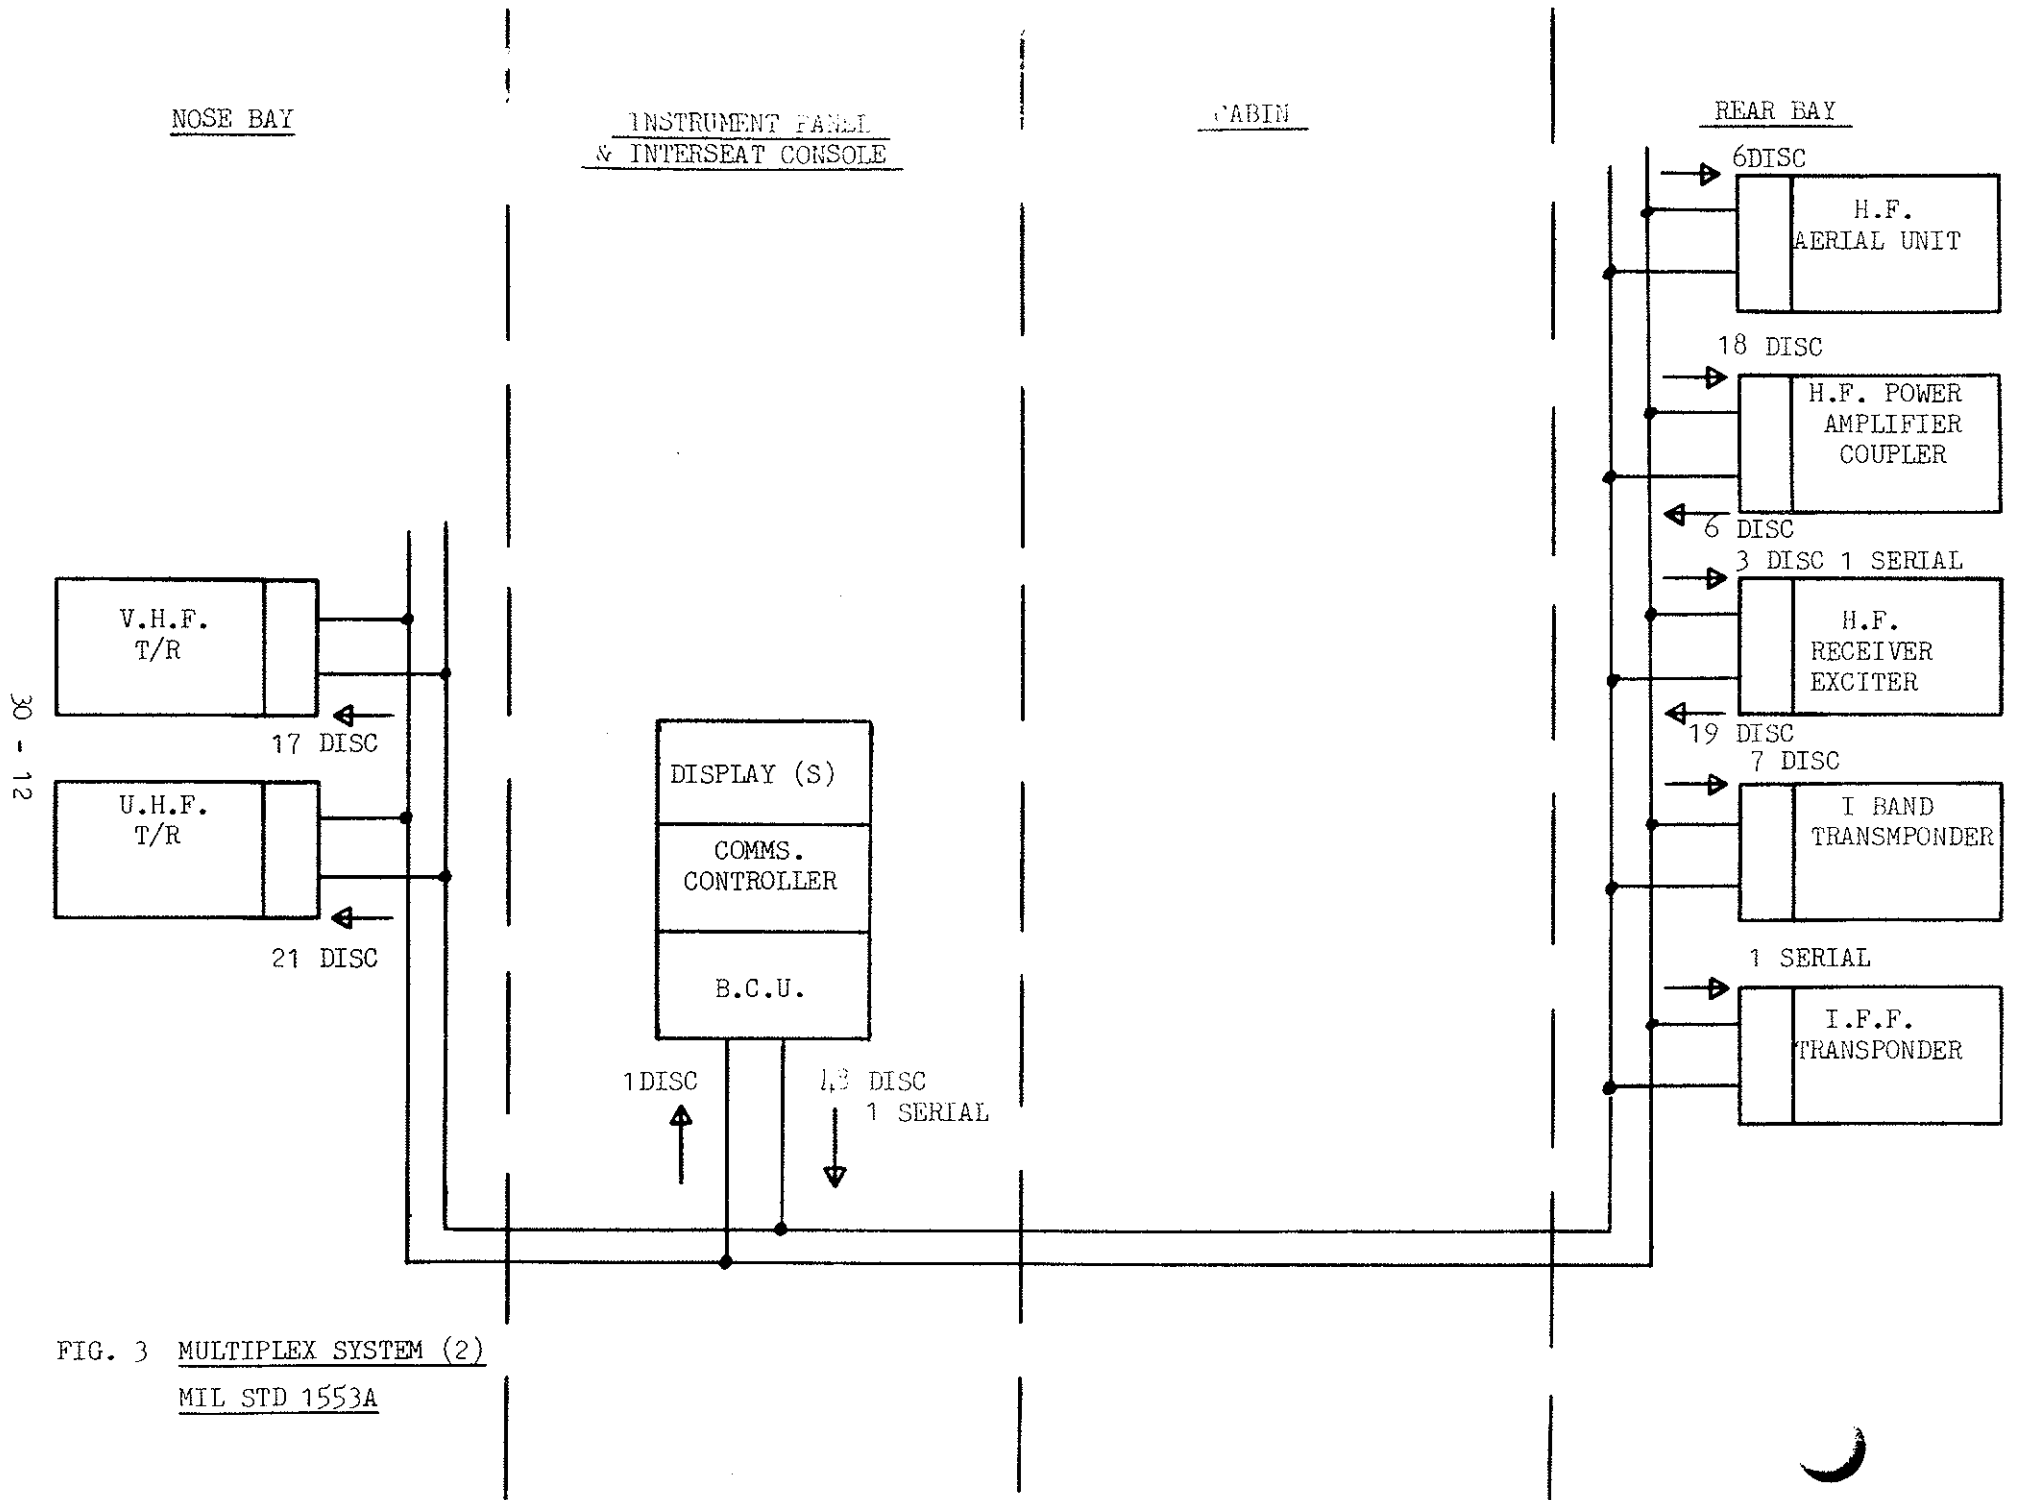 NOSE BAY
INSTRUMENT PANEL
& INTERSEAT CONSOLE
CABIN
REAR BAY
6DISC
H.F.
AERIAL UNIT
18 DISC
H.F. POWER
AMPLIFIER
COUPLER
6 DISC
3 DISC 1 SERIAL
H.F.
RECEIVER
EXCITER
19 DISC
7 DISC
I BAND
TRANSMPONDER
1 SERIAL
I.F.F.
TRANSPONDER
V.H.F.
T/R
17 DISC
U.H.F.
T/R
21 DISC
DISPLAY (S)
COMMS.
CONTROLLER
B.C.U.
1DISC
DISC
1 SERIAL
FIG. 3 MULTIPLEX SYSTEM (2)
MIL STD 1553A
30 - 12